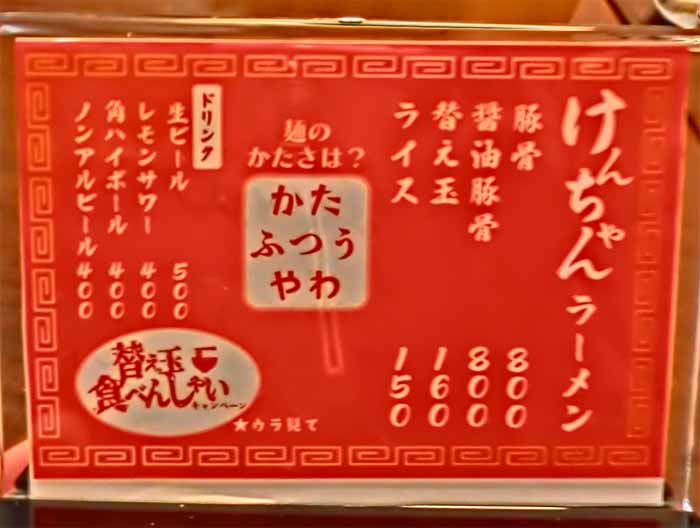 けんちゃんラーメン
豚骨 800
醤油豚骨 800
替え玉 160
ライス 150
麺の
かたさは？
かた
ふつう
やわ
ドリンク
生ビール 500
レモンサワー 400
角ハイボール 400
ノンアルビール 400
替え玉
食べんしゃい
キャンペーン
★ウラ見て